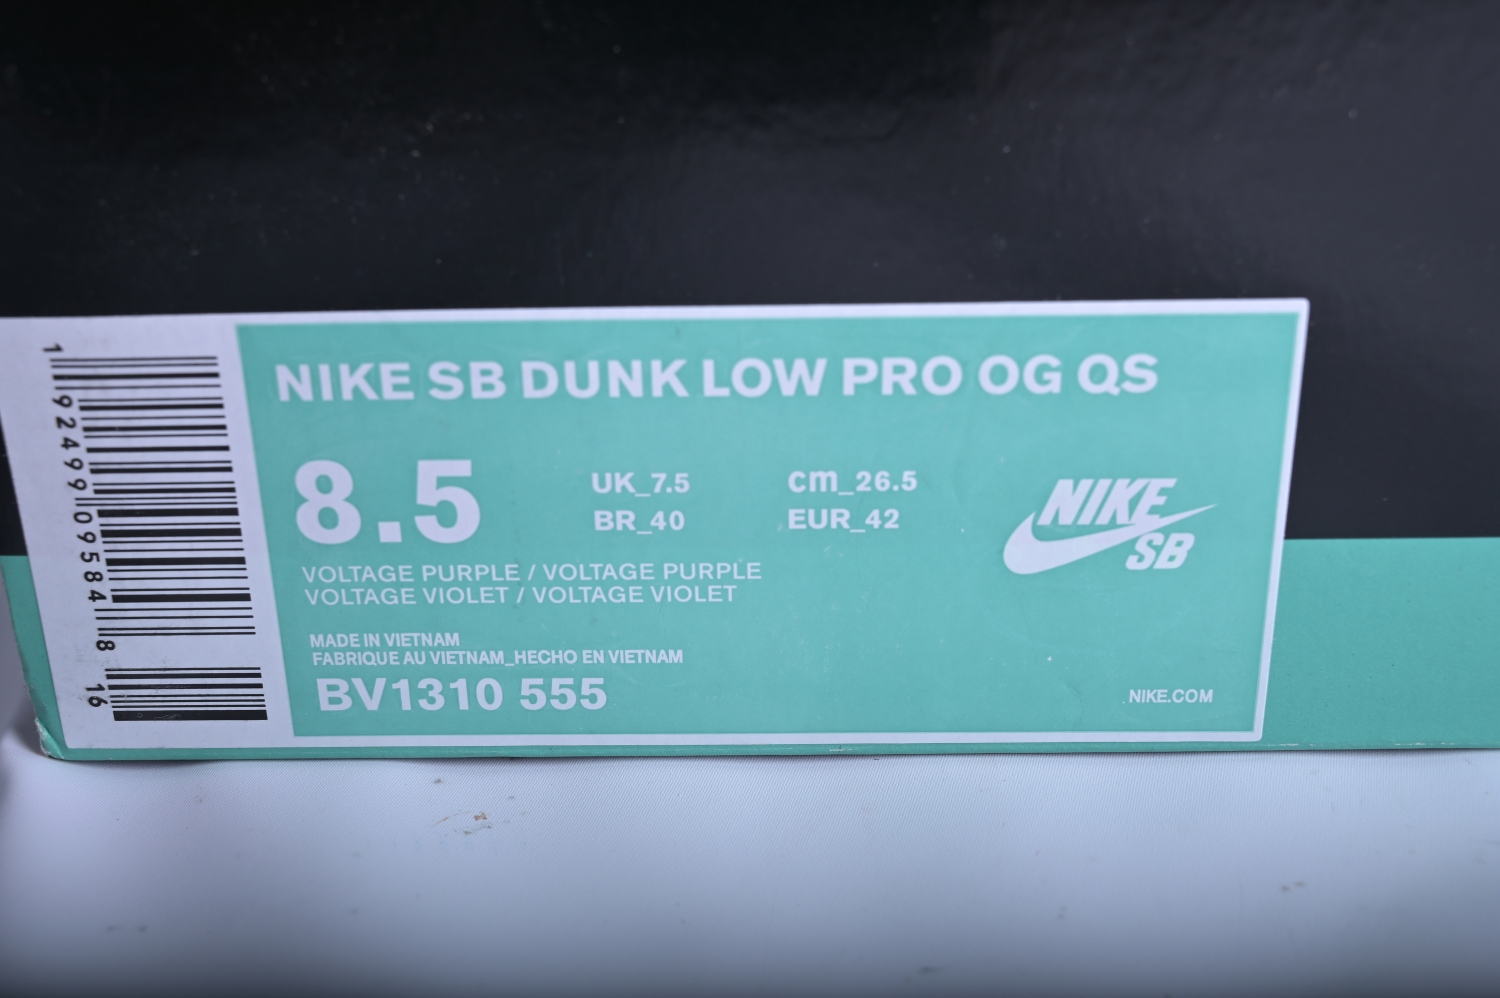 1 92499 09584 8 16
NIKE SB DUNK LOW PRO OG QS
8.5
UK_7.5 cm_26.5
BR_40 EUR_42
NIKE
SB
VOLTAGE PURPLE / VOLTAGE PURPLE
VOLTAGE VIOLET / VOLTAGE VIOLET
MADE IN VIETNAM
FABRIQUE AU VIETNAM_HECHO EN VIETNAM
BV1310 555
NIKE.COM